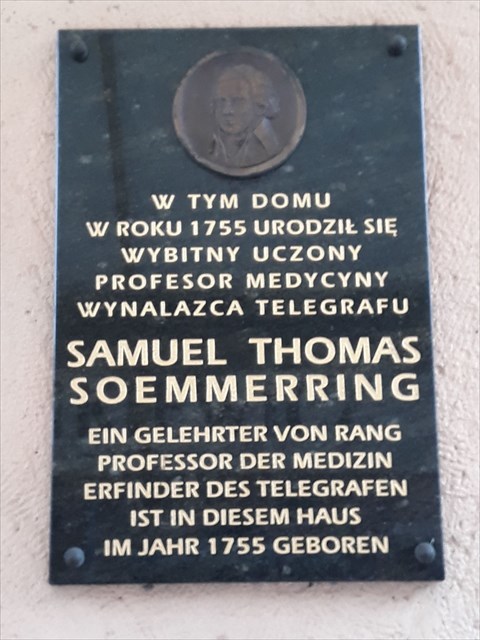 W TYM DOMU
W ROKU 1755 URODZIŁ SIĘ
WYBITNY UCZONY
PROFESOR MEDYCYNY
WYNALAZCA TELEGRAFU
SAMUEL THOMAS
SOEMMERRING
EIN GELEHRTER VON RANG
PROFESSOR DER MEDIZIN
ERFINDER DES TELEGRAFEN
IST IN DIESEM HAUS
IM JAHR 1755 GEBOREN